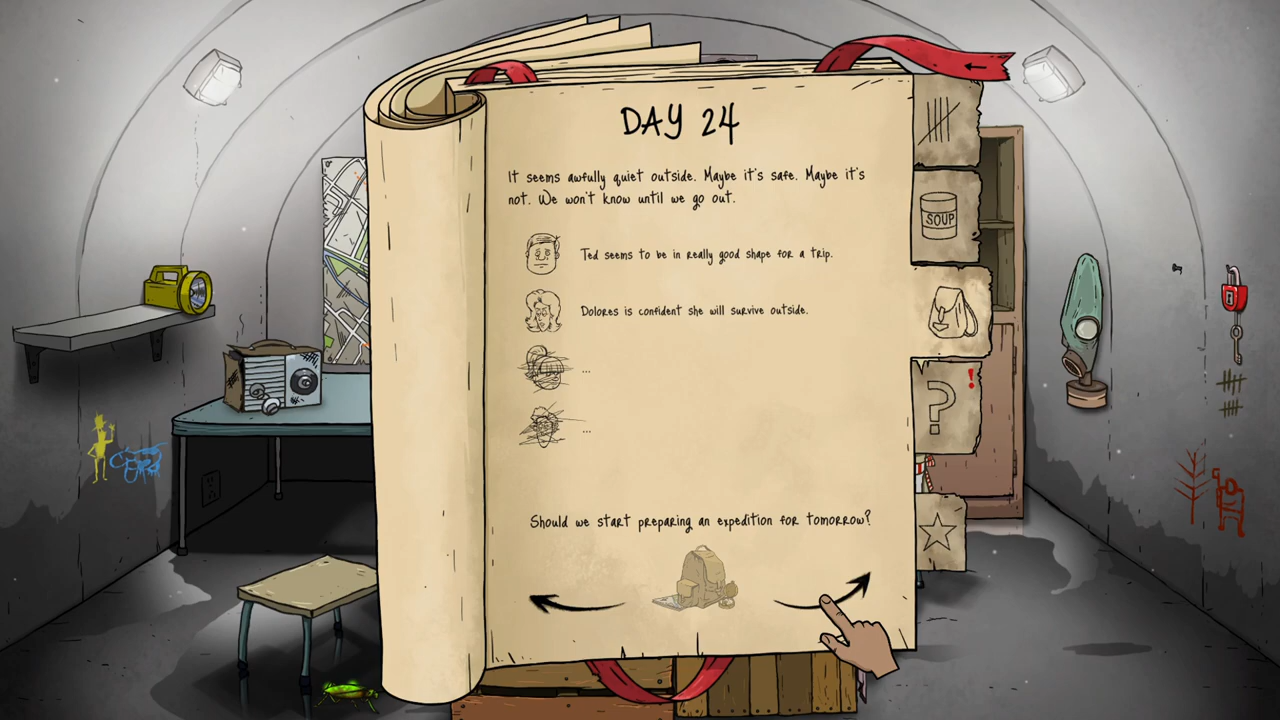 DAY 24
It seems awfully quiet outside. Maybe it's safe. Maybe it's
not. We won't know until we go out.
Ted seems to be in really good shape for a trip.
Dolores is confident she will survive outside.
...
...
Should we start preparing an expedition for tomorrow?
SOUP
?
!